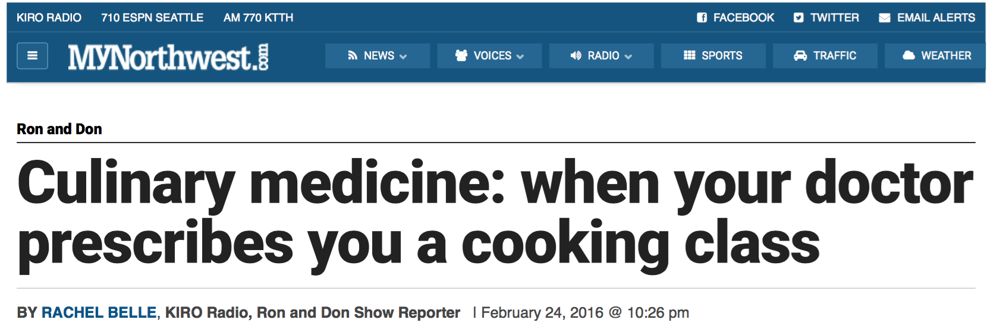 KIRO RADIO 710 ESPN SEATTLE AM 770 KTTH FACEBOOK TWITTER EMAIL ALERTS
MYNorthwest.com NEWS VOICES RADIO SPORTS TRAFFIC WEATHER
Ron and Don
Culinary medicine: when your doctor
prescribes you a cooking class
BY RACHEL BELLE, KIRO Radio, Ron and Don Show Reporter | February 24, 2016 @ 10:26 pm